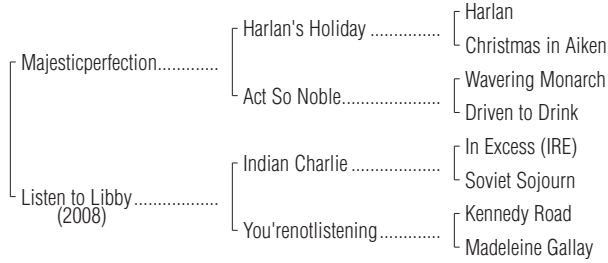 Harlan
Harlan's Holiday ...............
Christmas in Aiken
Majesticperfection.............
Wavering Monarch
Act So Noble......................
Driven to Drink
In Excess (IRE)
Indian Charlie ....................
Soviet Sojourn
Listen to Libby ...................
(2008)
Kennedy Road
You'renotlistening..............
Madeleine Gallay